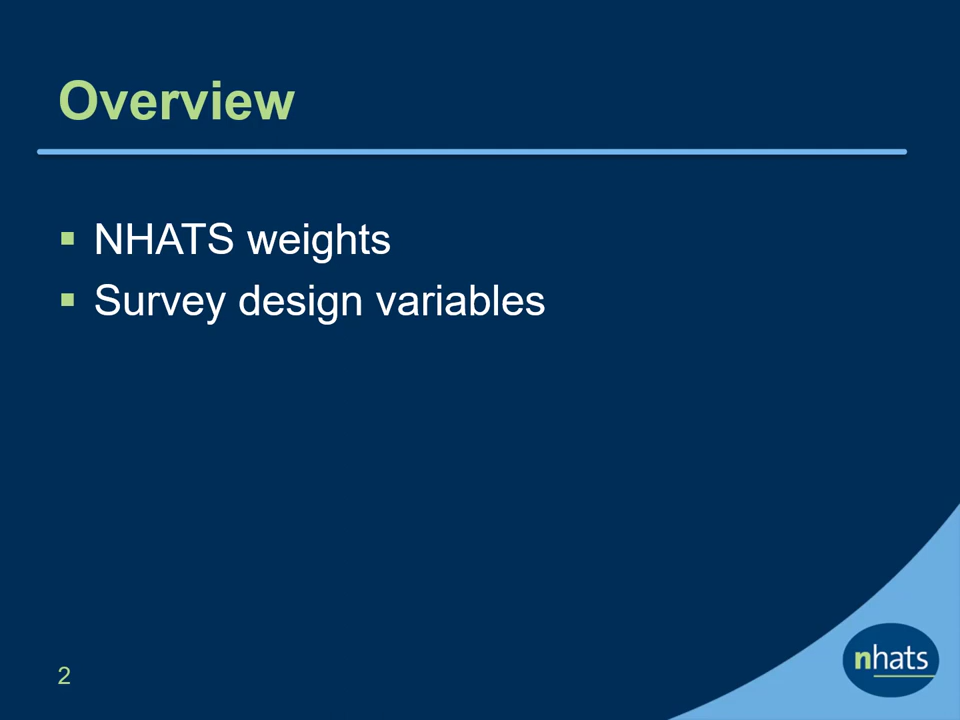 Overview
▪ NHATS weights
▪ Survey design variables
2
nhats